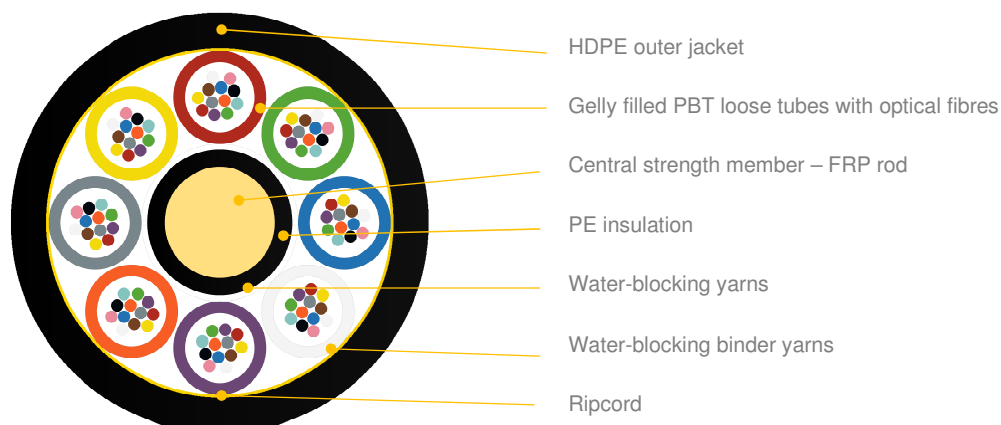 HDPE outer jacket
Gelly filled PBT loose tubes with optical fibres
Central strength member – FRP rod
PE insulation
Water-blocking yarns
Water-blocking binder yarns
Ripcord